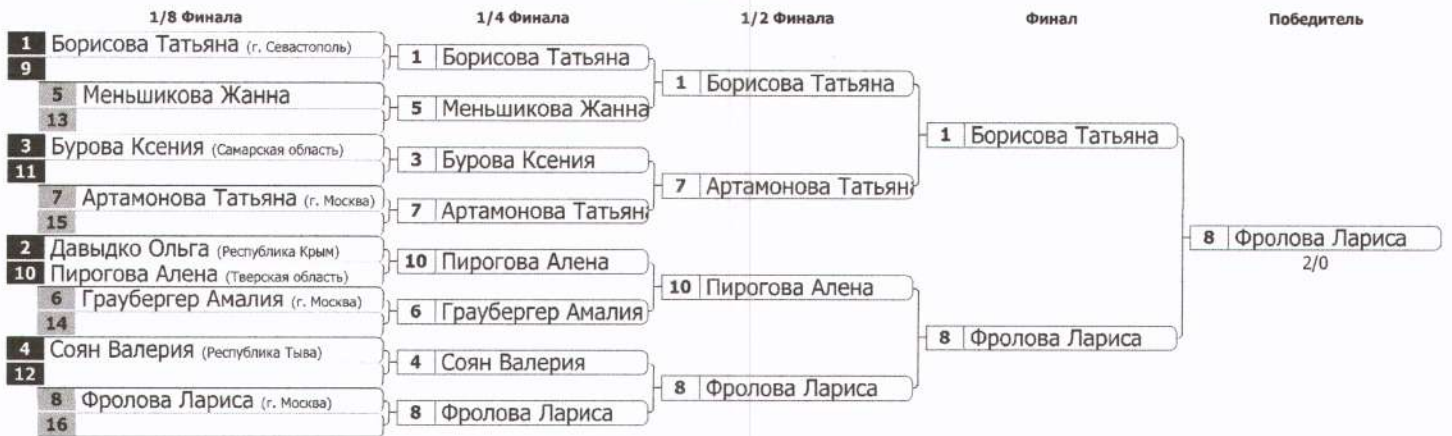 1/8 Финала 1/4 Финала 1/2 Финала Финал Победитель
1 Борисова Татьяна (г. Севастополь)
9
5 Меньшикова Жанна
13
3 Бурова Ксения (Самарская область)
11
7 Артамонова Татьяна (г. Москва)
15
2 Давыдко Ольга (Республика Крым)
10 Пирогова Алена (Тверская область)
6 Граубергер Амалия (г. Москва)
14
4 Соян Валерия (Республика Тыва)
12
8 Фролова Лариса (г. Москва)
16
1 Борисова Татьяна
5 Меньшикова Жанна
3 Бурова Ксения
7 Артамонова Татьян
10 Пирогова Алена
6 Граубергер Амалия
4 Соян Валерия
8 Фролова Лариса
1 Борисова Татьяна
7 Артамонова Татьян
10 Пирогова Алена
8 Фролова Лариса
1 Борисова Татьяна
8 Фролова Лариса
8 Фролова Лариса
2/0